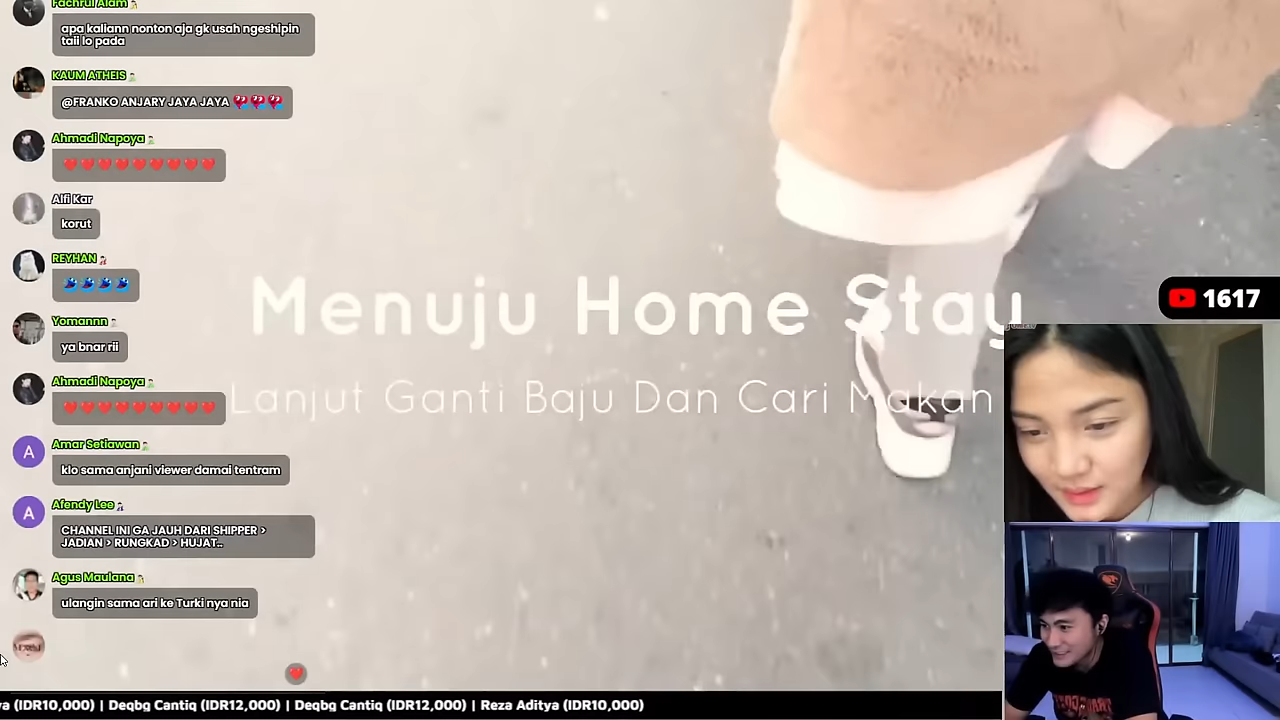 Fachrul Alam
apa kaliann nonton aja gk usah ngeshipin
taii lo pada
KAUM ATHEIS
@FRANKO ANJARY JAYA JAYA
Ahmadi Napoya
Alfi Kar
korut
REYHAN
Yomannn
ya bnar rii
Ahmadi Napoya
A
Amar Setiawan
klo sama anjani viewer damai tentram
A
Afendy Lee
CHANNEL INI GA JAUH DARI SHIPPER >
JADIAN > RUNGKAD > HUJAT..
Agus Maulana
ulangin sama ari ke Turki nya nia
Menuju Home Stay
Lanjut Ganti Baju Dan Cari Makan
1617
a (IDR10,000) | Deqbg Cantiq (IDR12,000) | Deqbg Cantiq (IDR12,000) | Reza Aditya (IDR10,000)